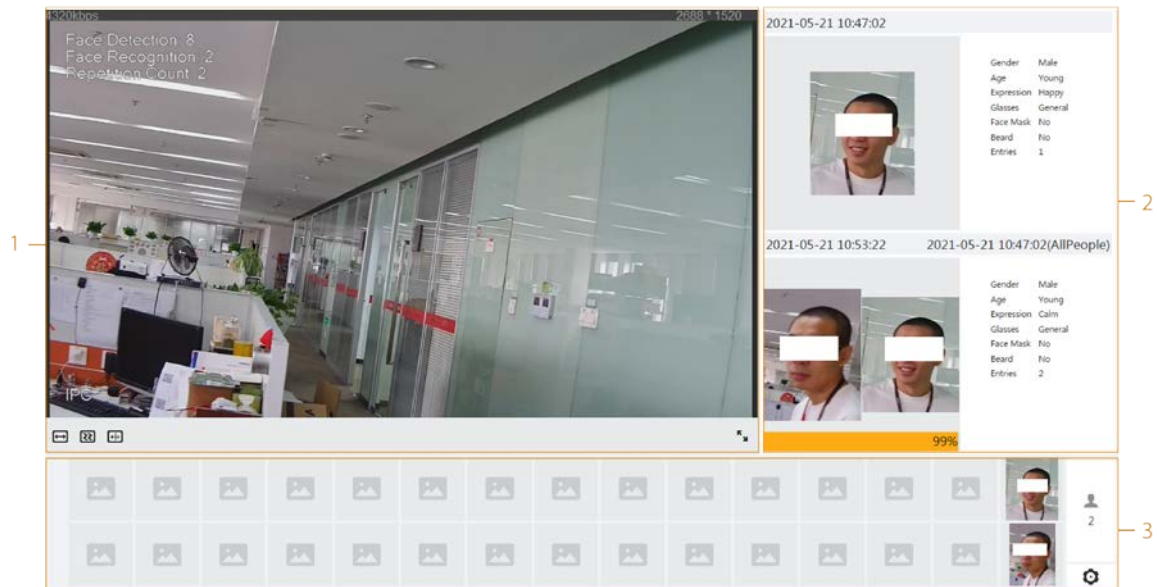 4320kbps
2688 * 1520
Face Detection 8
Face Recognition 2
Repetition Count 2
IPC
1
2021-05-21 10:47:02
Gender Male
Age Young
Expression Happy
Glasses General
Face Mask No
Beard No
Entries 1
2
2021-05-21 10:53:22 2021-05-21 10:47:02(AllPeople)
Gender Male
Age Young
Expression Calm
Glasses General
Face Mask No
Beard No
Entries 2
99%
2
3